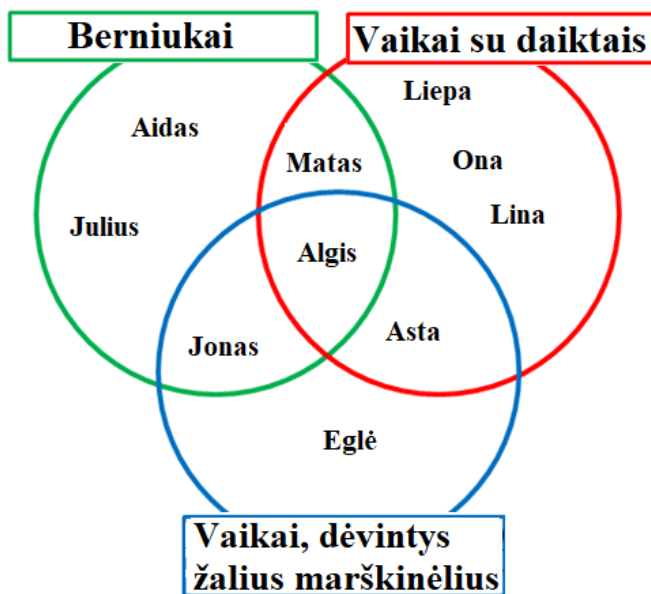 Berniukai
Vaikai su daiktais
Liepa
Aidas
Matas
Ona
Julius
Lina
Algis
Jonas
Asta
Eglė
Vaikai, dėvintys
žalius marškinėlius